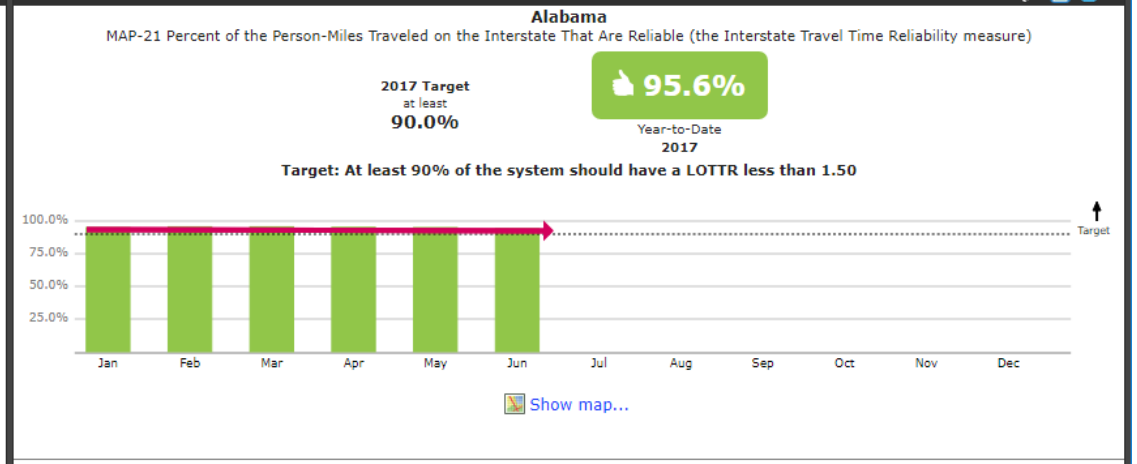 Alabama
MAP-21 Percent of the Person-Miles Traveled on the Interstate That Are Reliable (the Interstate Travel Time Reliability measure)
2017 Target
at least
90.0%
95.6%
Year-to-Date
2017
Target: At least 90% of the system should have a LOTTR less than 1.50
100.0%
Target
75.0%
50.0%
25.0%
Jan Feb Mar Apr May Jun Jul Aug Sep Oct Nov Dec
Show map...